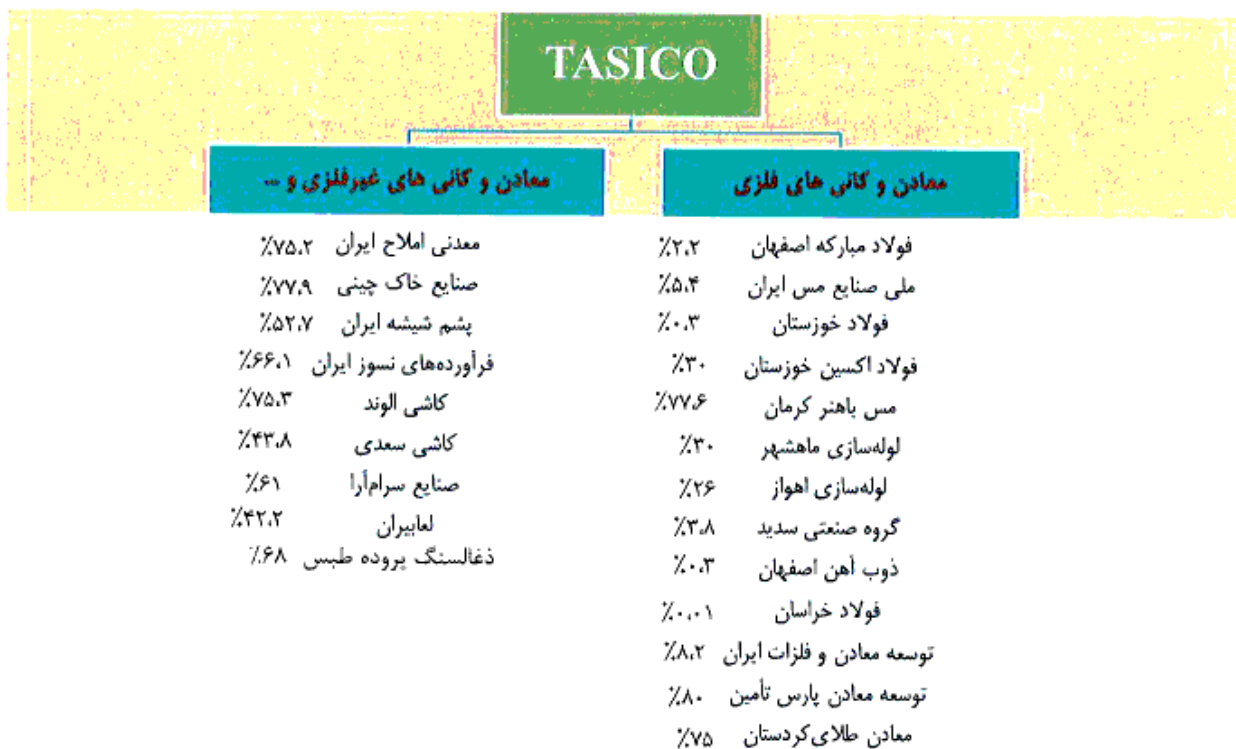 TASICO
معادن و کانی های فلزی
فولاد مبارکه اصفهان ٪۲٫۲
ملی صنایع مس ایران ٪۵٫۴
فولاد خوزستان ٪۰٫۳
فولاد اکسین خوزستان ٪۳۰
مس باهنر کرمان ٪۷۷٫۶
لوله‌سازی ماهشهر ٪۳۰
لوله‌سازی اهواز ٪۲۶
گروه صنعتی سدید ٪۳٫۸
ذوب آهن اصفهان ٪۰٫۳
فولاد خراسان ٪۰٫۰۱
توسعه معادن و فلزات ایران ٪۸٫۲
توسعه معادن پارس تأمین ٪۸۰
معادن طلای‌کردستان ٪۷۵
معادن و کانی های غیرفلزی و ...
معدنی املاح ایران ٪۷۵٫۲
صنایع خاک چینی ٪۷۷٫۹
پشم شیشه ایران ٪۵۲٫۷
فرآورده‌های نسوز ایران ٪۶۶٫۱
کاشی الوند ٪۷۵٫۳
کاشی سعدی ٪۴۳٫۸
صنایع سرام‌آرا ٪۶۱
لعابیران ٪۴۲٫۲
ذغالسنگ پروده طبس ٪۶۸